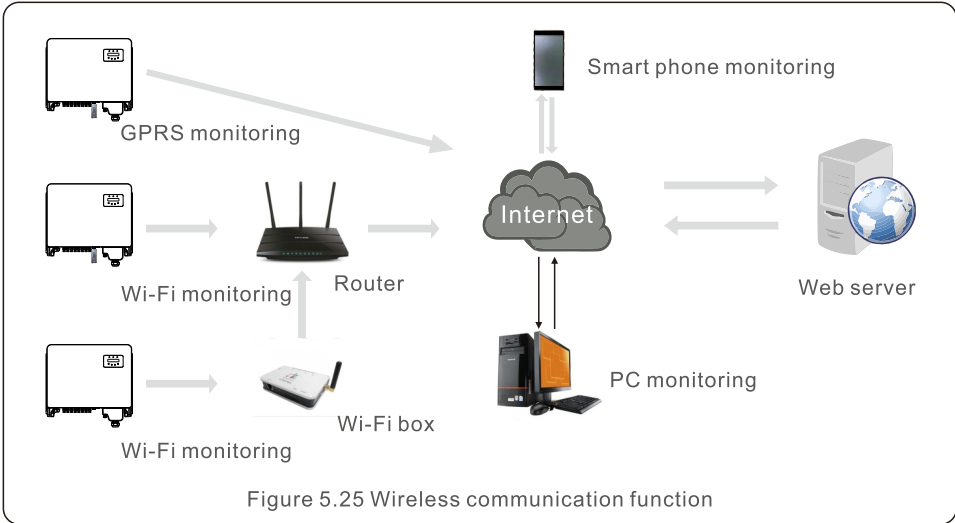 Smart phone monitoring
GPRS monitoring
Internet
Wi-Fi monitoring
Router
Web server
PC monitoring
Wi-Fi box
Wi-Fi monitoring
Figure 5.25 Wireless communication function